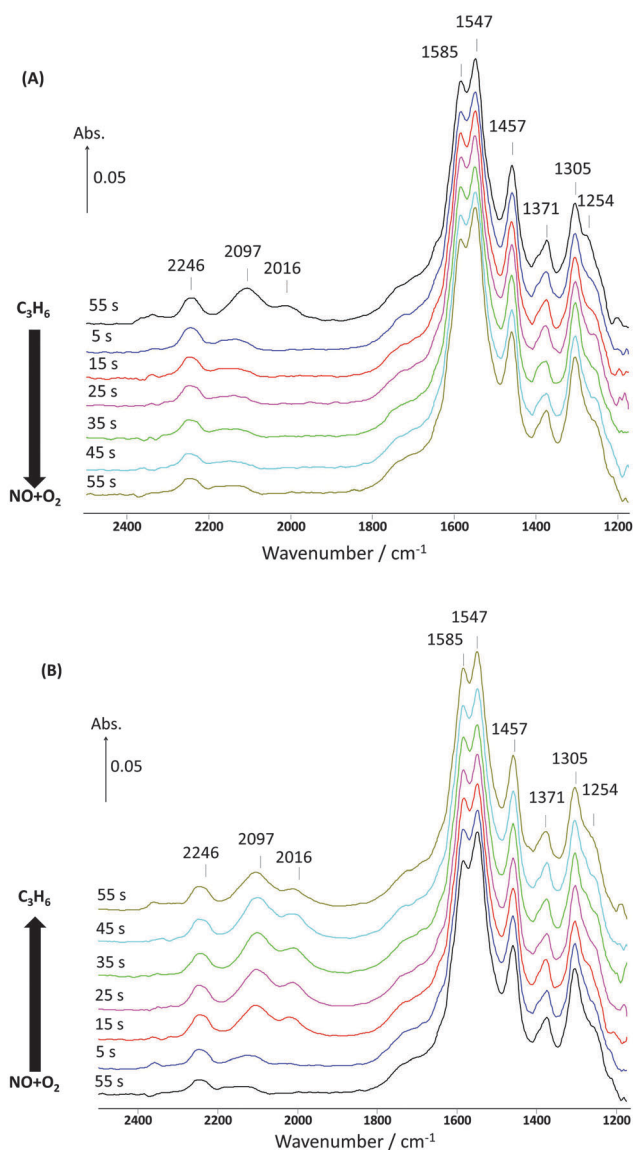 (A)
1547
1585
Abs.
0.05
1457
1305
1371
1254
2246
2097
2016
C₃H₆
55 s
5 s
15 s
25 s
35 s
45 s
55 s
NO+O₂
2400
2200
2000
1800
1600
1400
1200
Wavenumber / cm⁻¹
(B)
1547
1585
Abs.
0.05
1457
1305
1371
1254
2246
2097
2016
C₃H₆
55 s
45 s
35 s
25 s
15 s
5 s
55 s
NO+O₂
2400
2200
2000
1800
1600
1400
1200
Wavenumber / cm⁻¹